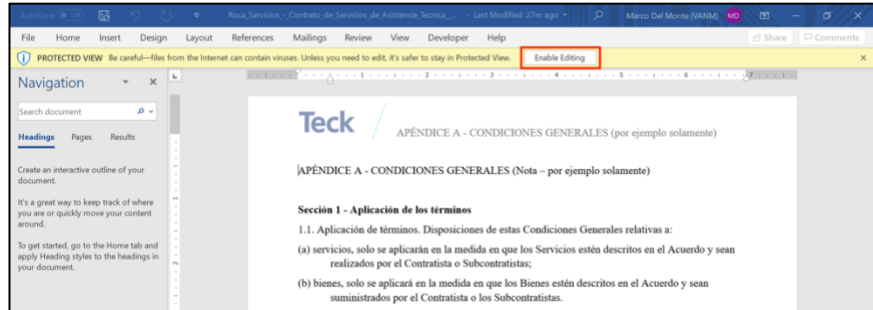 AutoSave Off Roca_Servicios_-_Contrato_de_Servicios_de_Asistencia_Tecnica_... - Last Modified: 27m ago Marco Del Monte (VANM) MD
File Home Insert Design Layout References Mailings Review View Developer Help Share Comments
PROTECTED VIEW Be careful—files from the Internet can contain viruses. Unless you need to edit, it's safer to stay in Protected View. Enable Editing
Navigation
Search document
Headings Pages Results
Create an interactive outline of your
document.
It's a great way to keep track of where
you are or quickly move your content
around.
To get started, go to the Home tab and
apply Heading styles to the headings in
your document.
L
1 2 3 4 5 6 7
Teck APÉNDICE A - CONDICIONES GENERALES (por ejemplo solamente)
APÉNDICE A - CONDICIONES GENERALES (Nota – por ejemplo solamente)
Sección 1 - Aplicación de los términos
1.1. Aplicación de términos. Disposiciones de estas Condiciones Generales relativas a:
(a) servicios, solo se aplicarán en la medida en que los Servicios estén descritos en el Acuerdo y sean
realizados por el Contratista o Subcontratistas;
(b) bienes, solo se aplicará en la medida en que los Bienes estén descritos en el Acuerdo y sean
suministrados por el Contratista o los Subcontratistas.